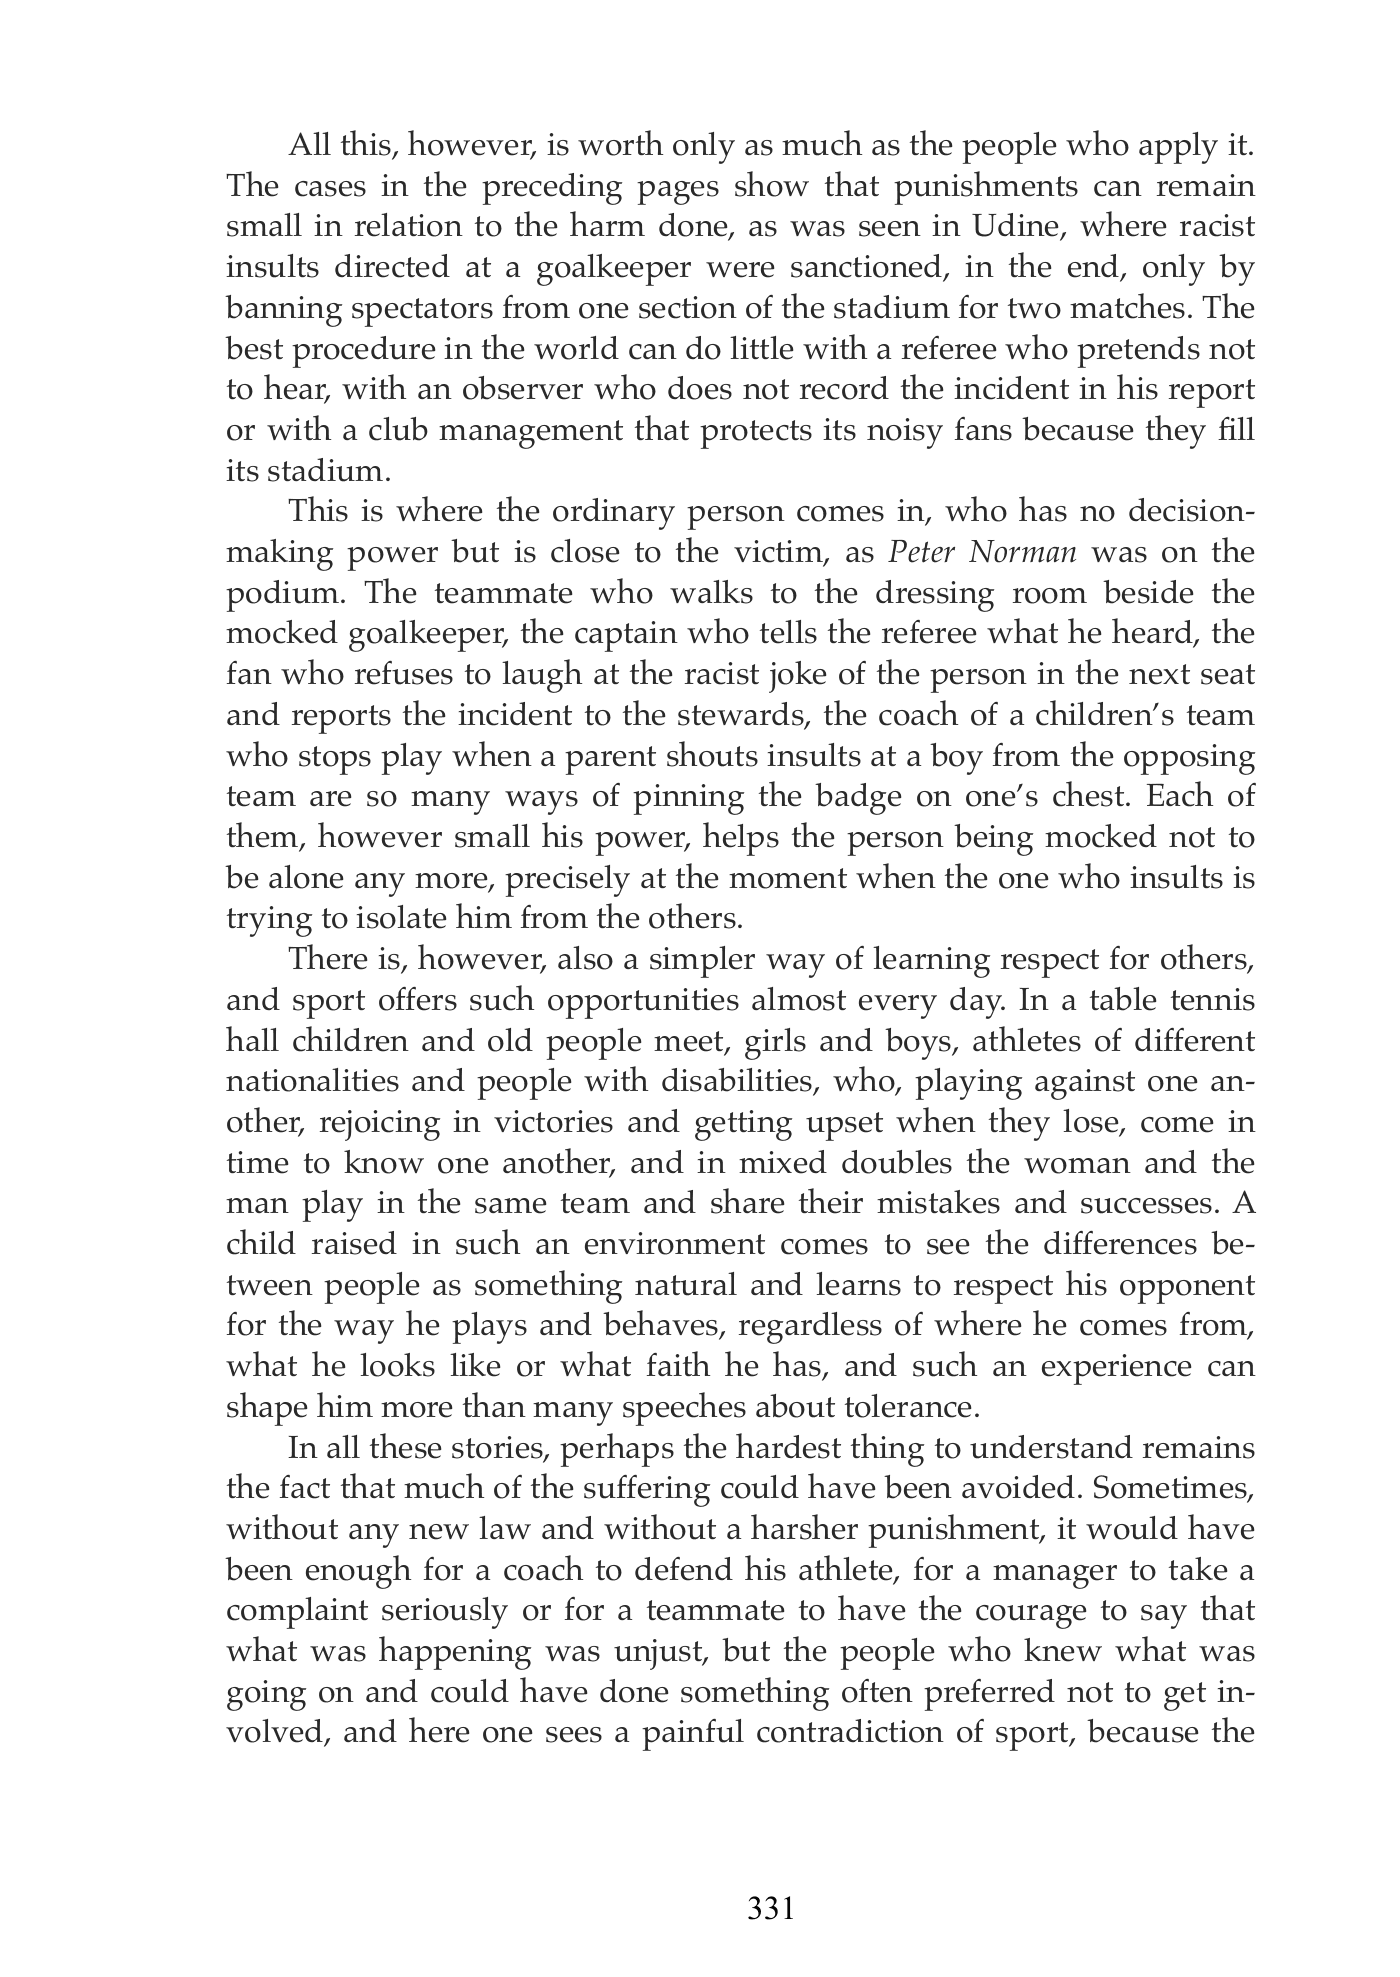 All this, however, is worth only as much as the people who apply it.
The cases in the preceding pages show that punishments can remain
small in relation to the harm done, as was seen in Udine, where racist
insults directed at a goalkeeper were sanctioned, in the end, only by
banning spectators from one section of the stadium for two matches. The
best procedure in the world can do little with a referee who pretends not
to hear, with an observer who does not record the incident in his report
or with a club management that protects its noisy fans because they fill
its stadium.
This is where the ordinary person comes in, who has no decision-
making power but is close to the victim, as Peter Norman was on the
podium. The teammate who walks to the dressing room beside the
mocked goalkeeper, the captain who tells the referee what he heard, the
fan who refuses to laugh at the racist joke of the person in the next seat
and reports the incident to the stewards, the coach of a children’s team
who stops play when a parent shouts insults at a boy from the opposing
team are so many ways of pinning the badge on one’s chest. Each of
them, however small his power, helps the person being mocked not to
be alone any more, precisely at the moment when the one who insults is
trying to isolate him from the others.
There is, however, also a simpler way of learning respect for others,
and sport offers such opportunities almost every day. In a table tennis
hall children and old people meet, girls and boys, athletes of different
nationalities and people with disabilities, who, playing against one an-
other, rejoicing in victories and getting upset when they lose, come in
time to know one another, and in mixed doubles the woman and the
man play in the same team and share their mistakes and successes. A
child raised in such an environment comes to see the differences be-
tween people as something natural and learns to respect his opponent
for the way he plays and behaves, regardless of where he comes from,
what he looks like or what faith he has, and such an experience can
shape him more than many speeches about tolerance.
In all these stories, perhaps the hardest thing to understand remains
the fact that much of the suffering could have been avoided. Sometimes,
without any new law and without a harsher punishment, it would have
been enough for a coach to defend his athlete, for a manager to take a
complaint seriously or for a teammate to have the courage to say that
what was happening was unjust, but the people who knew what was
going on and could have done something often preferred not to get in-
volved, and here one sees a painful contradiction of sport, because the
331